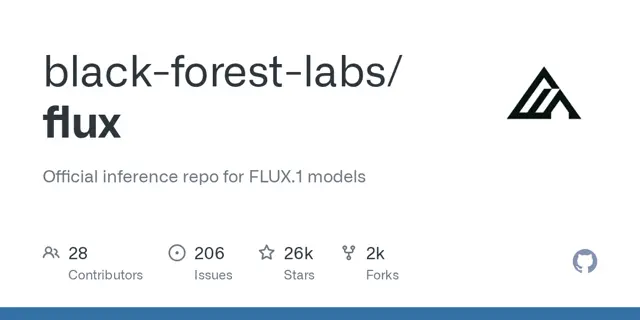 black-forest-labs/
flux
Official inference repo for FLUX.1 models
28 206 26k 2k
Contributors Issues Stars Forks